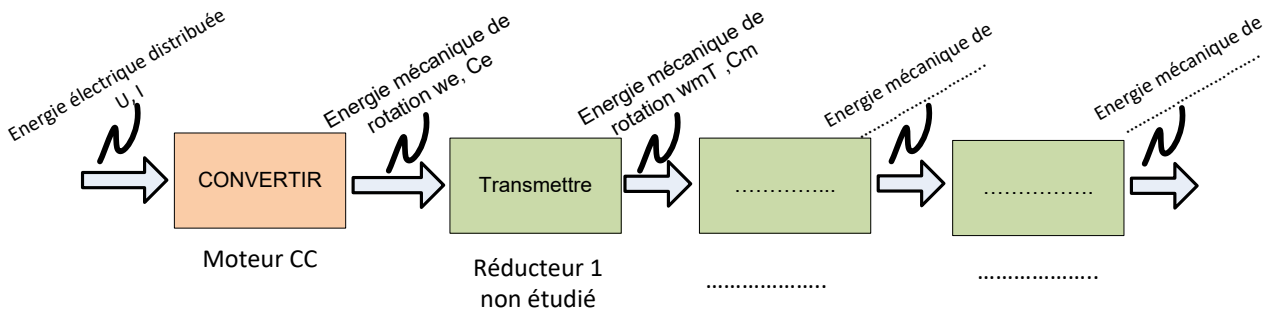 Energie électrique distribuée
U, I
Energie mécanique de
rotation we, Ce
Energie mécanique de
rotation wmT ,Cm
Energie mécanique de
......................
Energie mécanique de
......................
CONVERTIR
Transmettre
…………...
…………….
Moteur CC
Réducteur 1
non étudié
………………..
………………..